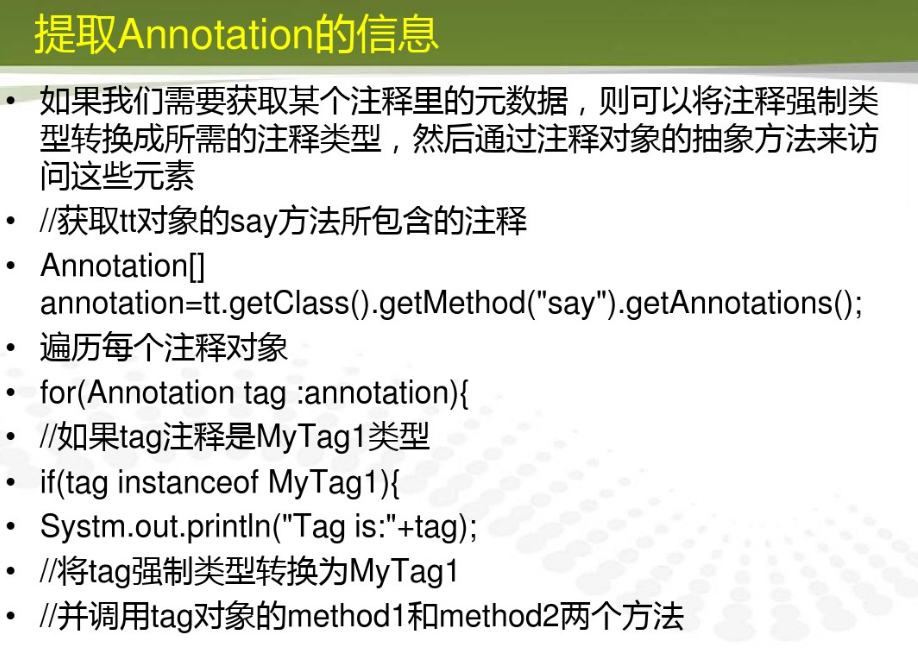 提取Annotation的信息
• 如果我们需要获取某个注释里的元数据，则可以将注释强制类
型转换成所需的注释类型，然后通过注释对象的抽象方法来访
问这些元素
• //获取tt对象的say方法所包含的注释
• Annotation[]
annotation=tt.getClass().getMethod("say").getAnnotations();
• 遍历每个注释对象
• for(Annotation tag :annotation){
• //如果tag注释是MyTag1类型
• if(tag instanceof MyTag1){
• Systm.out.println("Tag is:"+tag);
• //将tag强制类型转换为MyTag1
• //并调用tag对象的method1和method2两个方法